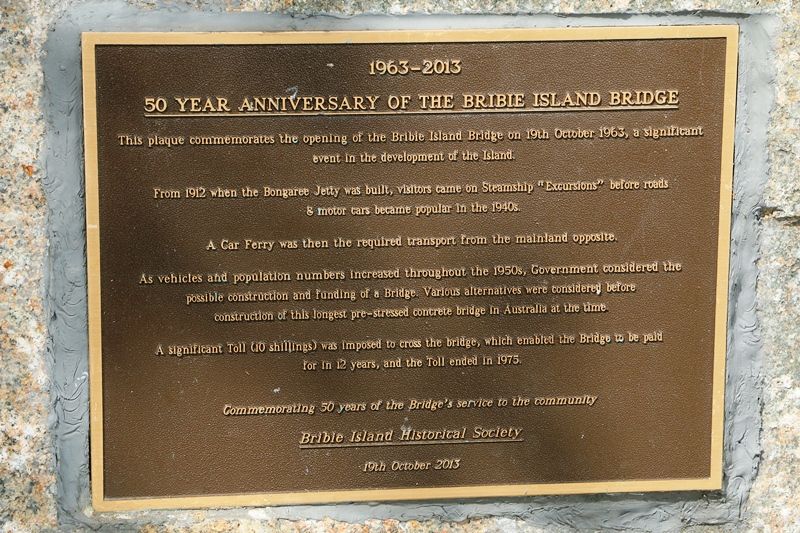 1963-2013
50 YEAR ANNIVERSARY OF THE BRIBIE ISLAND BRIDGE
This plaque commemorates the opening of the Bribie Island Bridge on 19th October 1963, a significant
event in the development of the Island.
From 1912 when the Bongaree Jetty was built, visitors came on Steamship "Excursions" before roads
& motor cars became popular in the 1940s.
A Car Ferry was then the required transport from the mainland opposite.
As vehicles and population numbers increased throughout the 1950s, Government considered the
possible construction and funding of a Bridge. Various alternatives were considered before
construction of this longest pre-stressed concrete bridge in Australia at the time.
A significant Toll (10 shillings) was imposed to cross the bridge, which enabled the Bridge to be paid
for in 12 years, and the Toll ended in 1975.
Commemorating 50 years of the Bridge's service to the community
Bribie Island Historical Society
19th October 2013